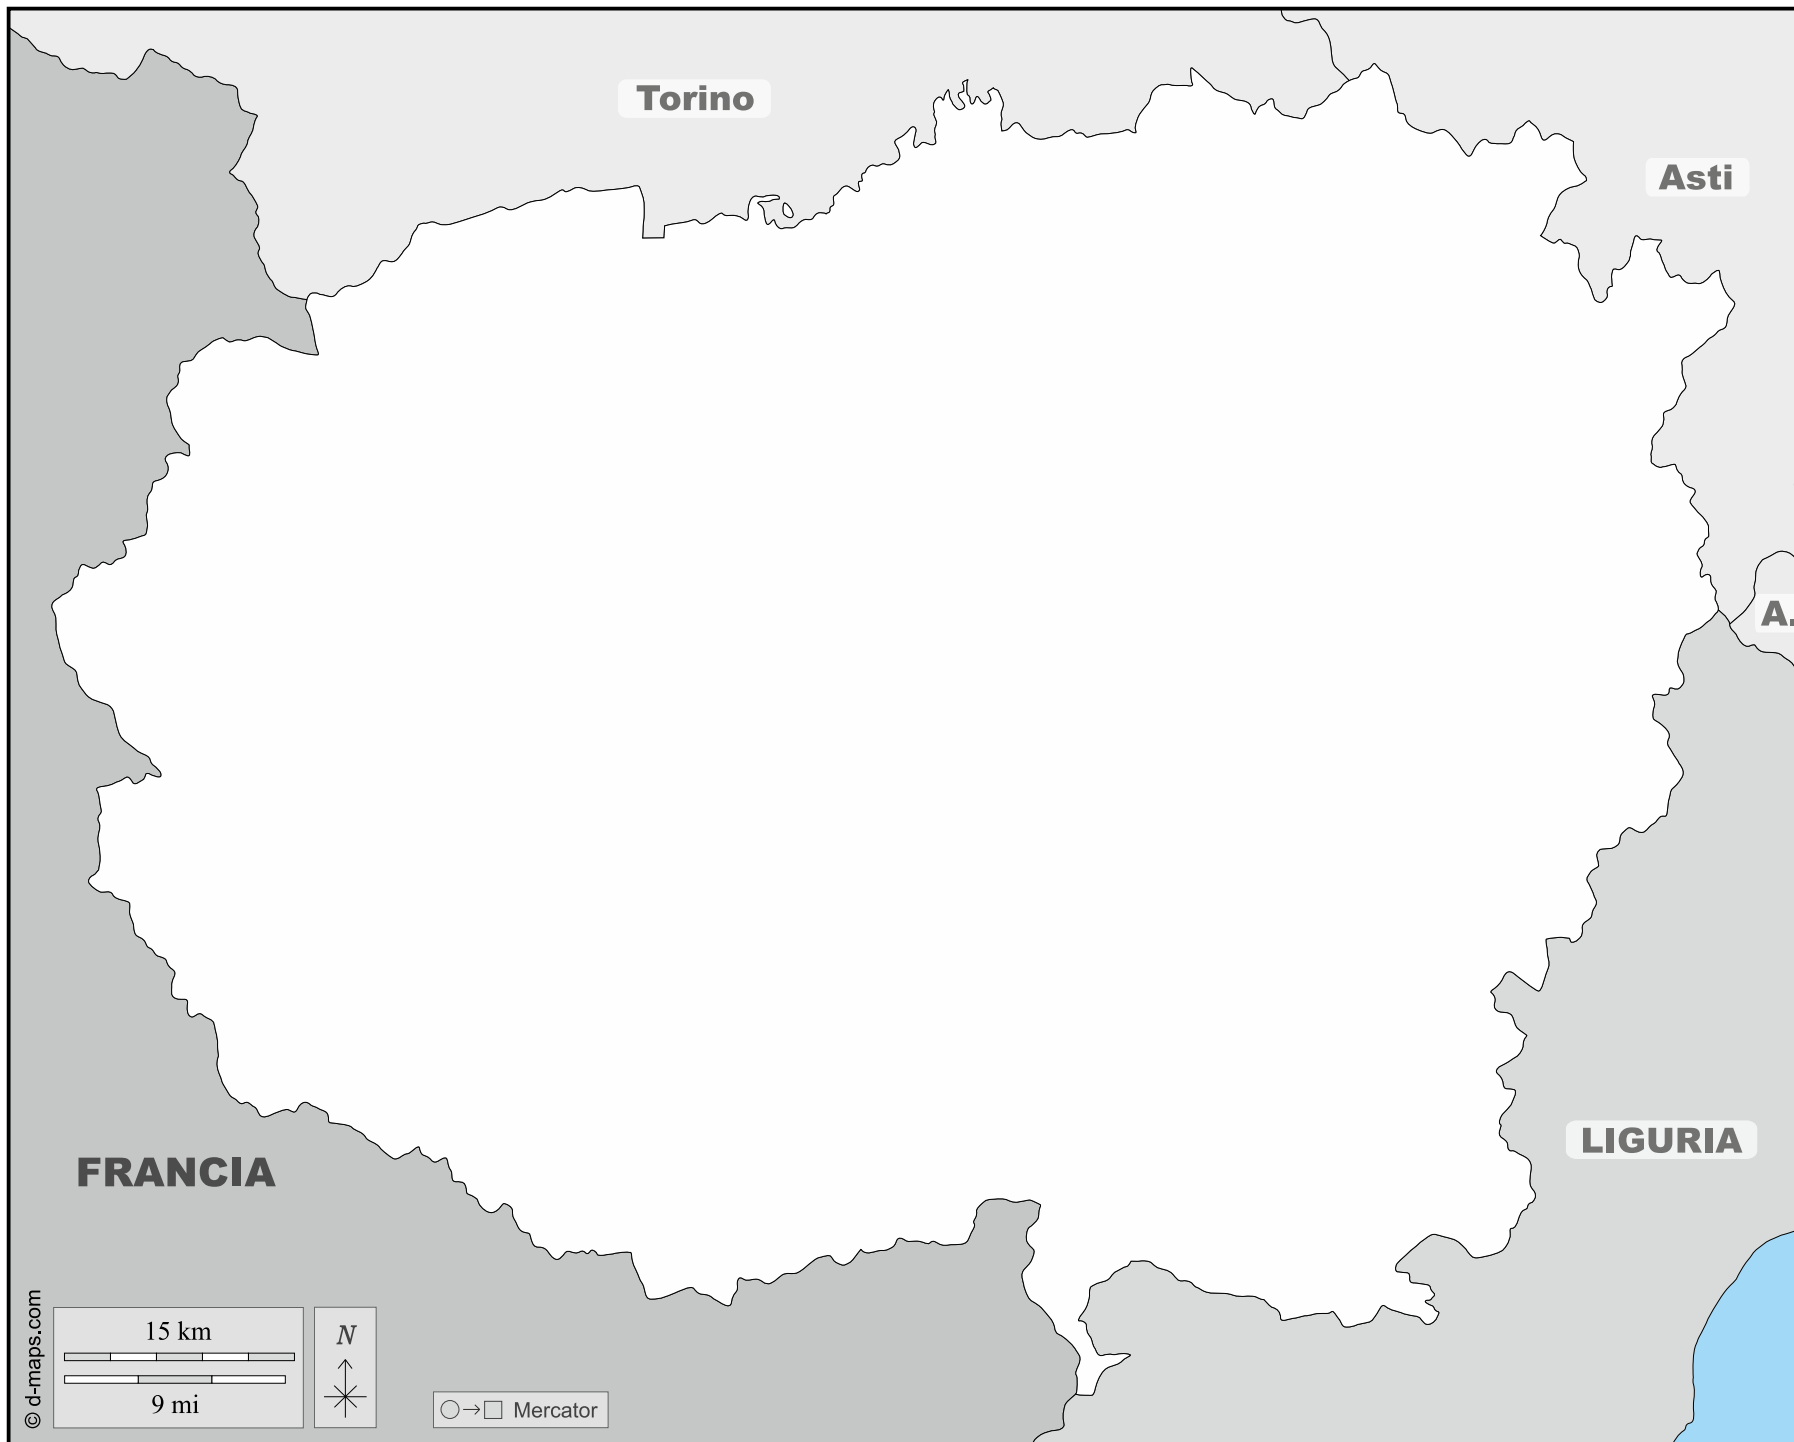 Torino
Asti
A.
LIGURIA
FRANCIA
© d-maps.com
15 km
9 mi
N
Mercator